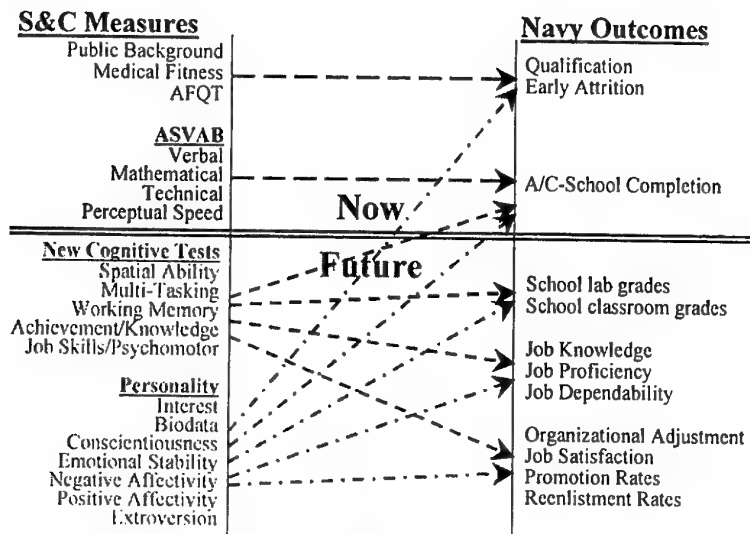 S&C Measures
Public Background
Medical Fitness
AFQT
ASVAB
Verbal
Mathematical
Technical
Perceptual Speed
New Cognitive Tests
Spatial Ability
Multi-Tasking
Working Memory
Achievement/Knowledge
Job Skills/Psychomotor
Personality
Interest
Biodata
Conscientiousness
Emotional Stability
Negative Affectivity
Positive Affectivity
Extroversion
Now
Future
Navy Outcomes
Qualification
Early Attrition
A/C-School Completion
School lab grades
School classroom grades
Job Knowledge
Job Proficiency
Job Dependability
Organizational Adjustment
Job Satisfaction
Promotion Rates
Reenlistment Rates